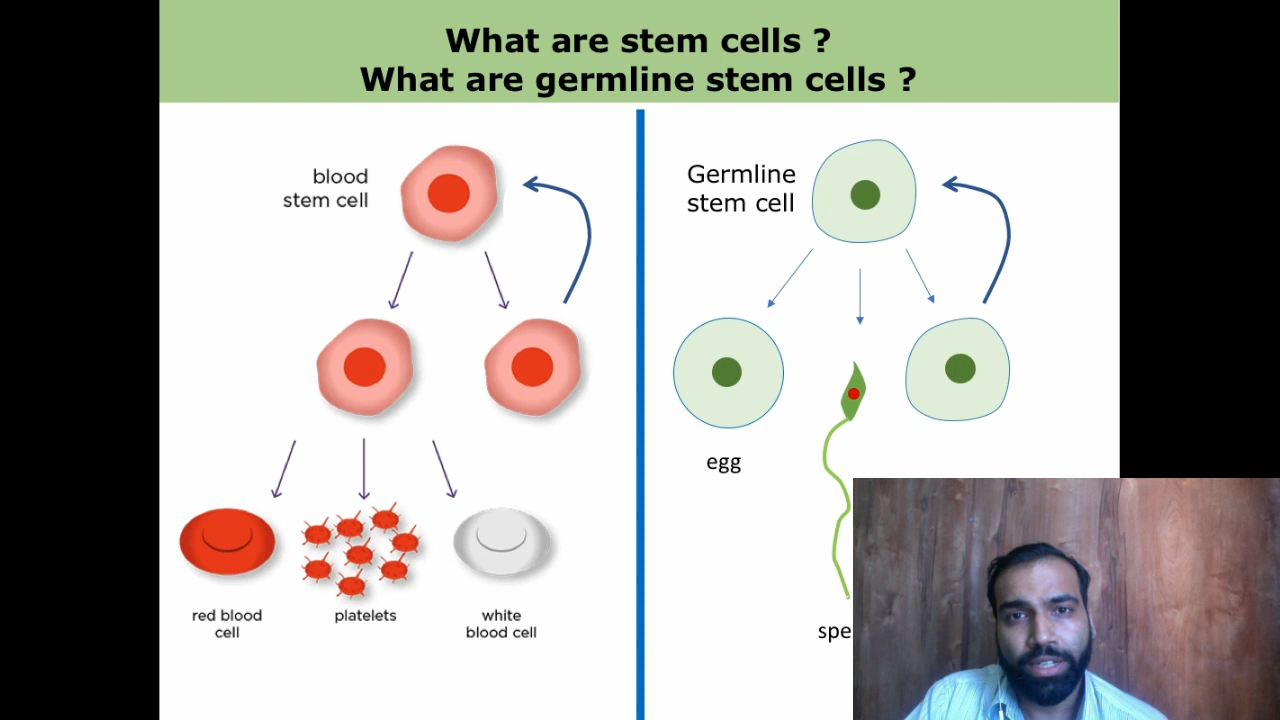 What are stem cells ?
What are germline stem cells ?
blood
stem cell
red blood
cell
platelets
white
blood cell
Germline
stem cell
egg
spe